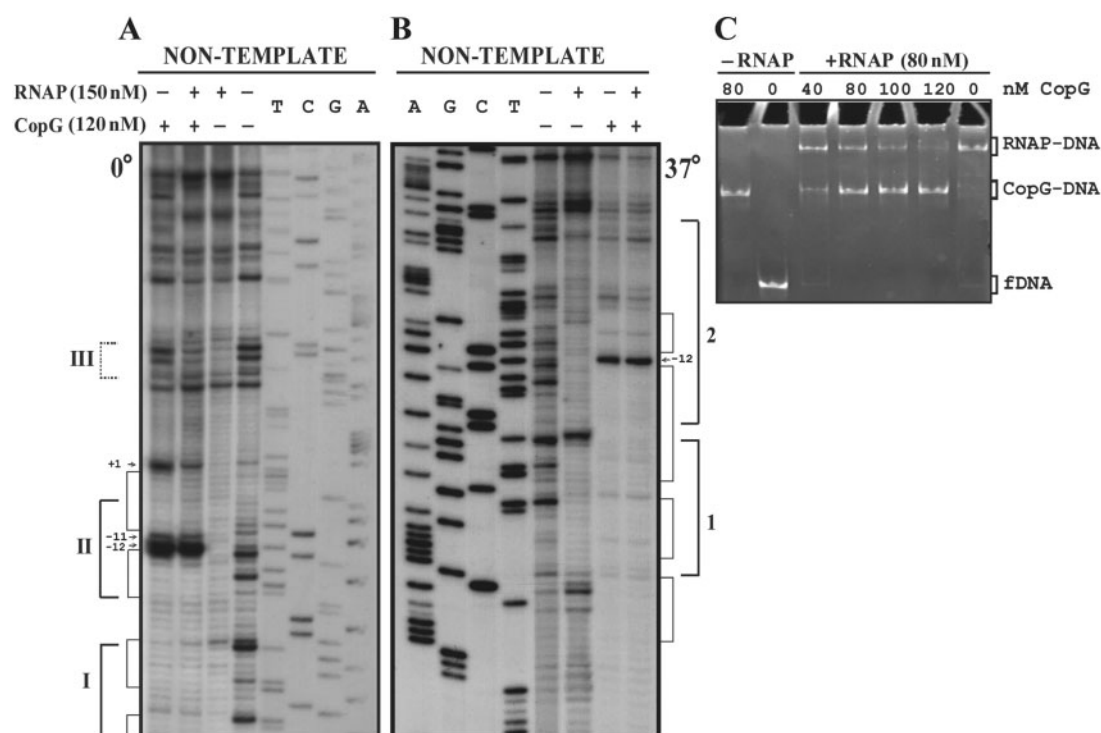 A
NON-TEMPLATE
RNAP (150 nM) − + + −
CopG (120 nM) + + − −
T C G A
0°
III
+1
II
-11
-12
I
B
NON-TEMPLATE
A G C T
− + − +
− − + +
37°
2
-12
1
C
−RNAP +RNAP (80 nM)
80 0 40 80 100 120 0 nM CopG
RNAP-DNA
CopG-DNA
fDNA